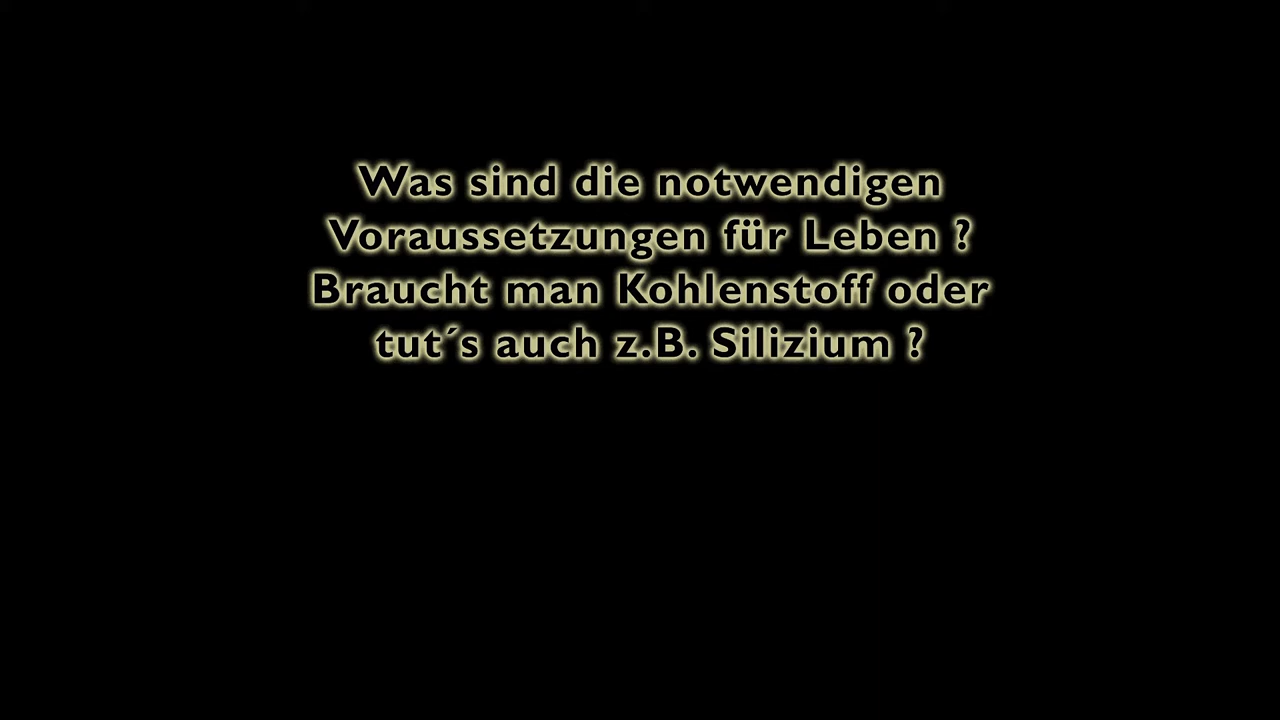 Was sind die notwendigen
Voraussetzungen für Leben ?
Braucht man Kohlenstoff oder
tut´s auch z.B. Silizium ?